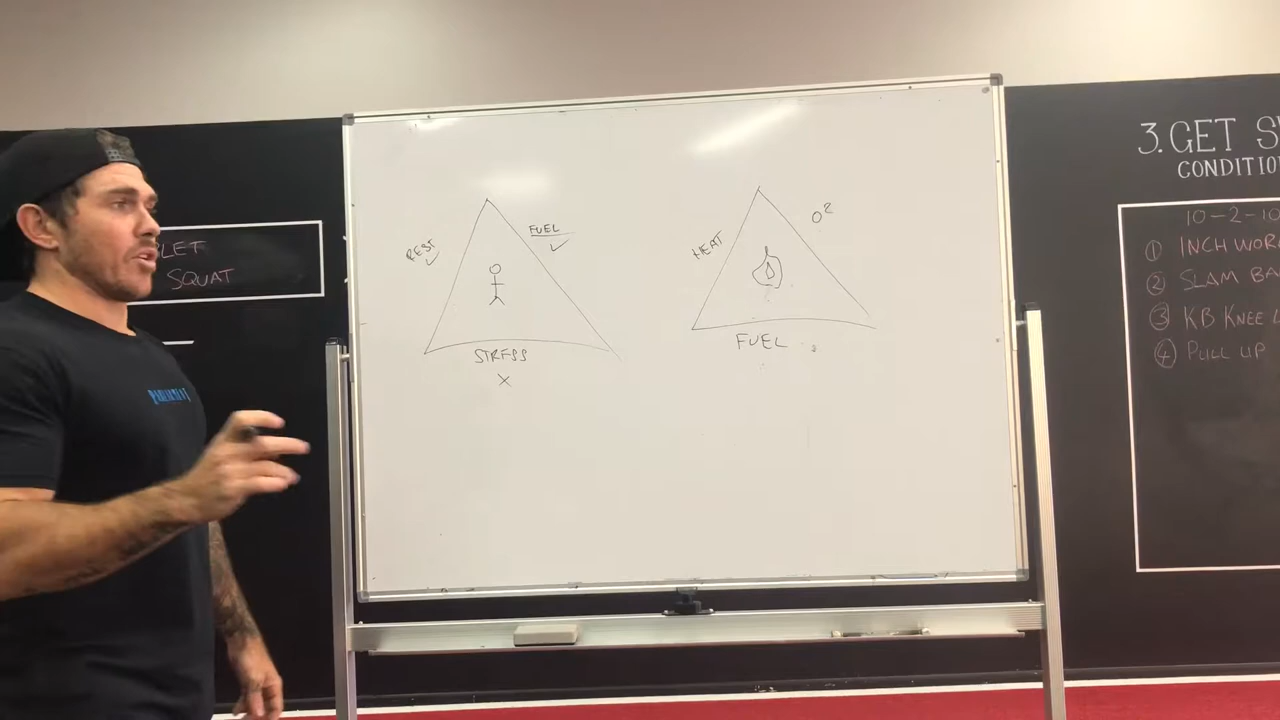 LET
SQUAT
REST
FUEL
STRESS
X
HEAT
O²
FUEL
3. GET
CONDITIO
10-2-10
1 INCH WOR
2 SLAM BA
3 KB KNEE
4 PULL UP